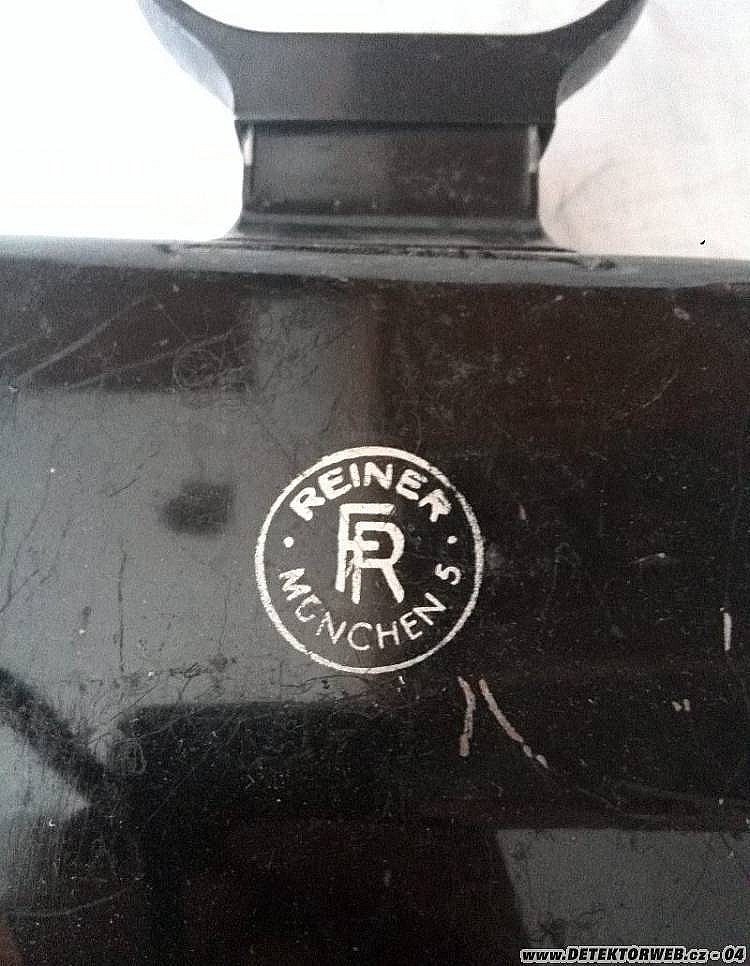 REINER
FR
MÜNCHEN 5
www.DETEKTORWEB.cz - 04